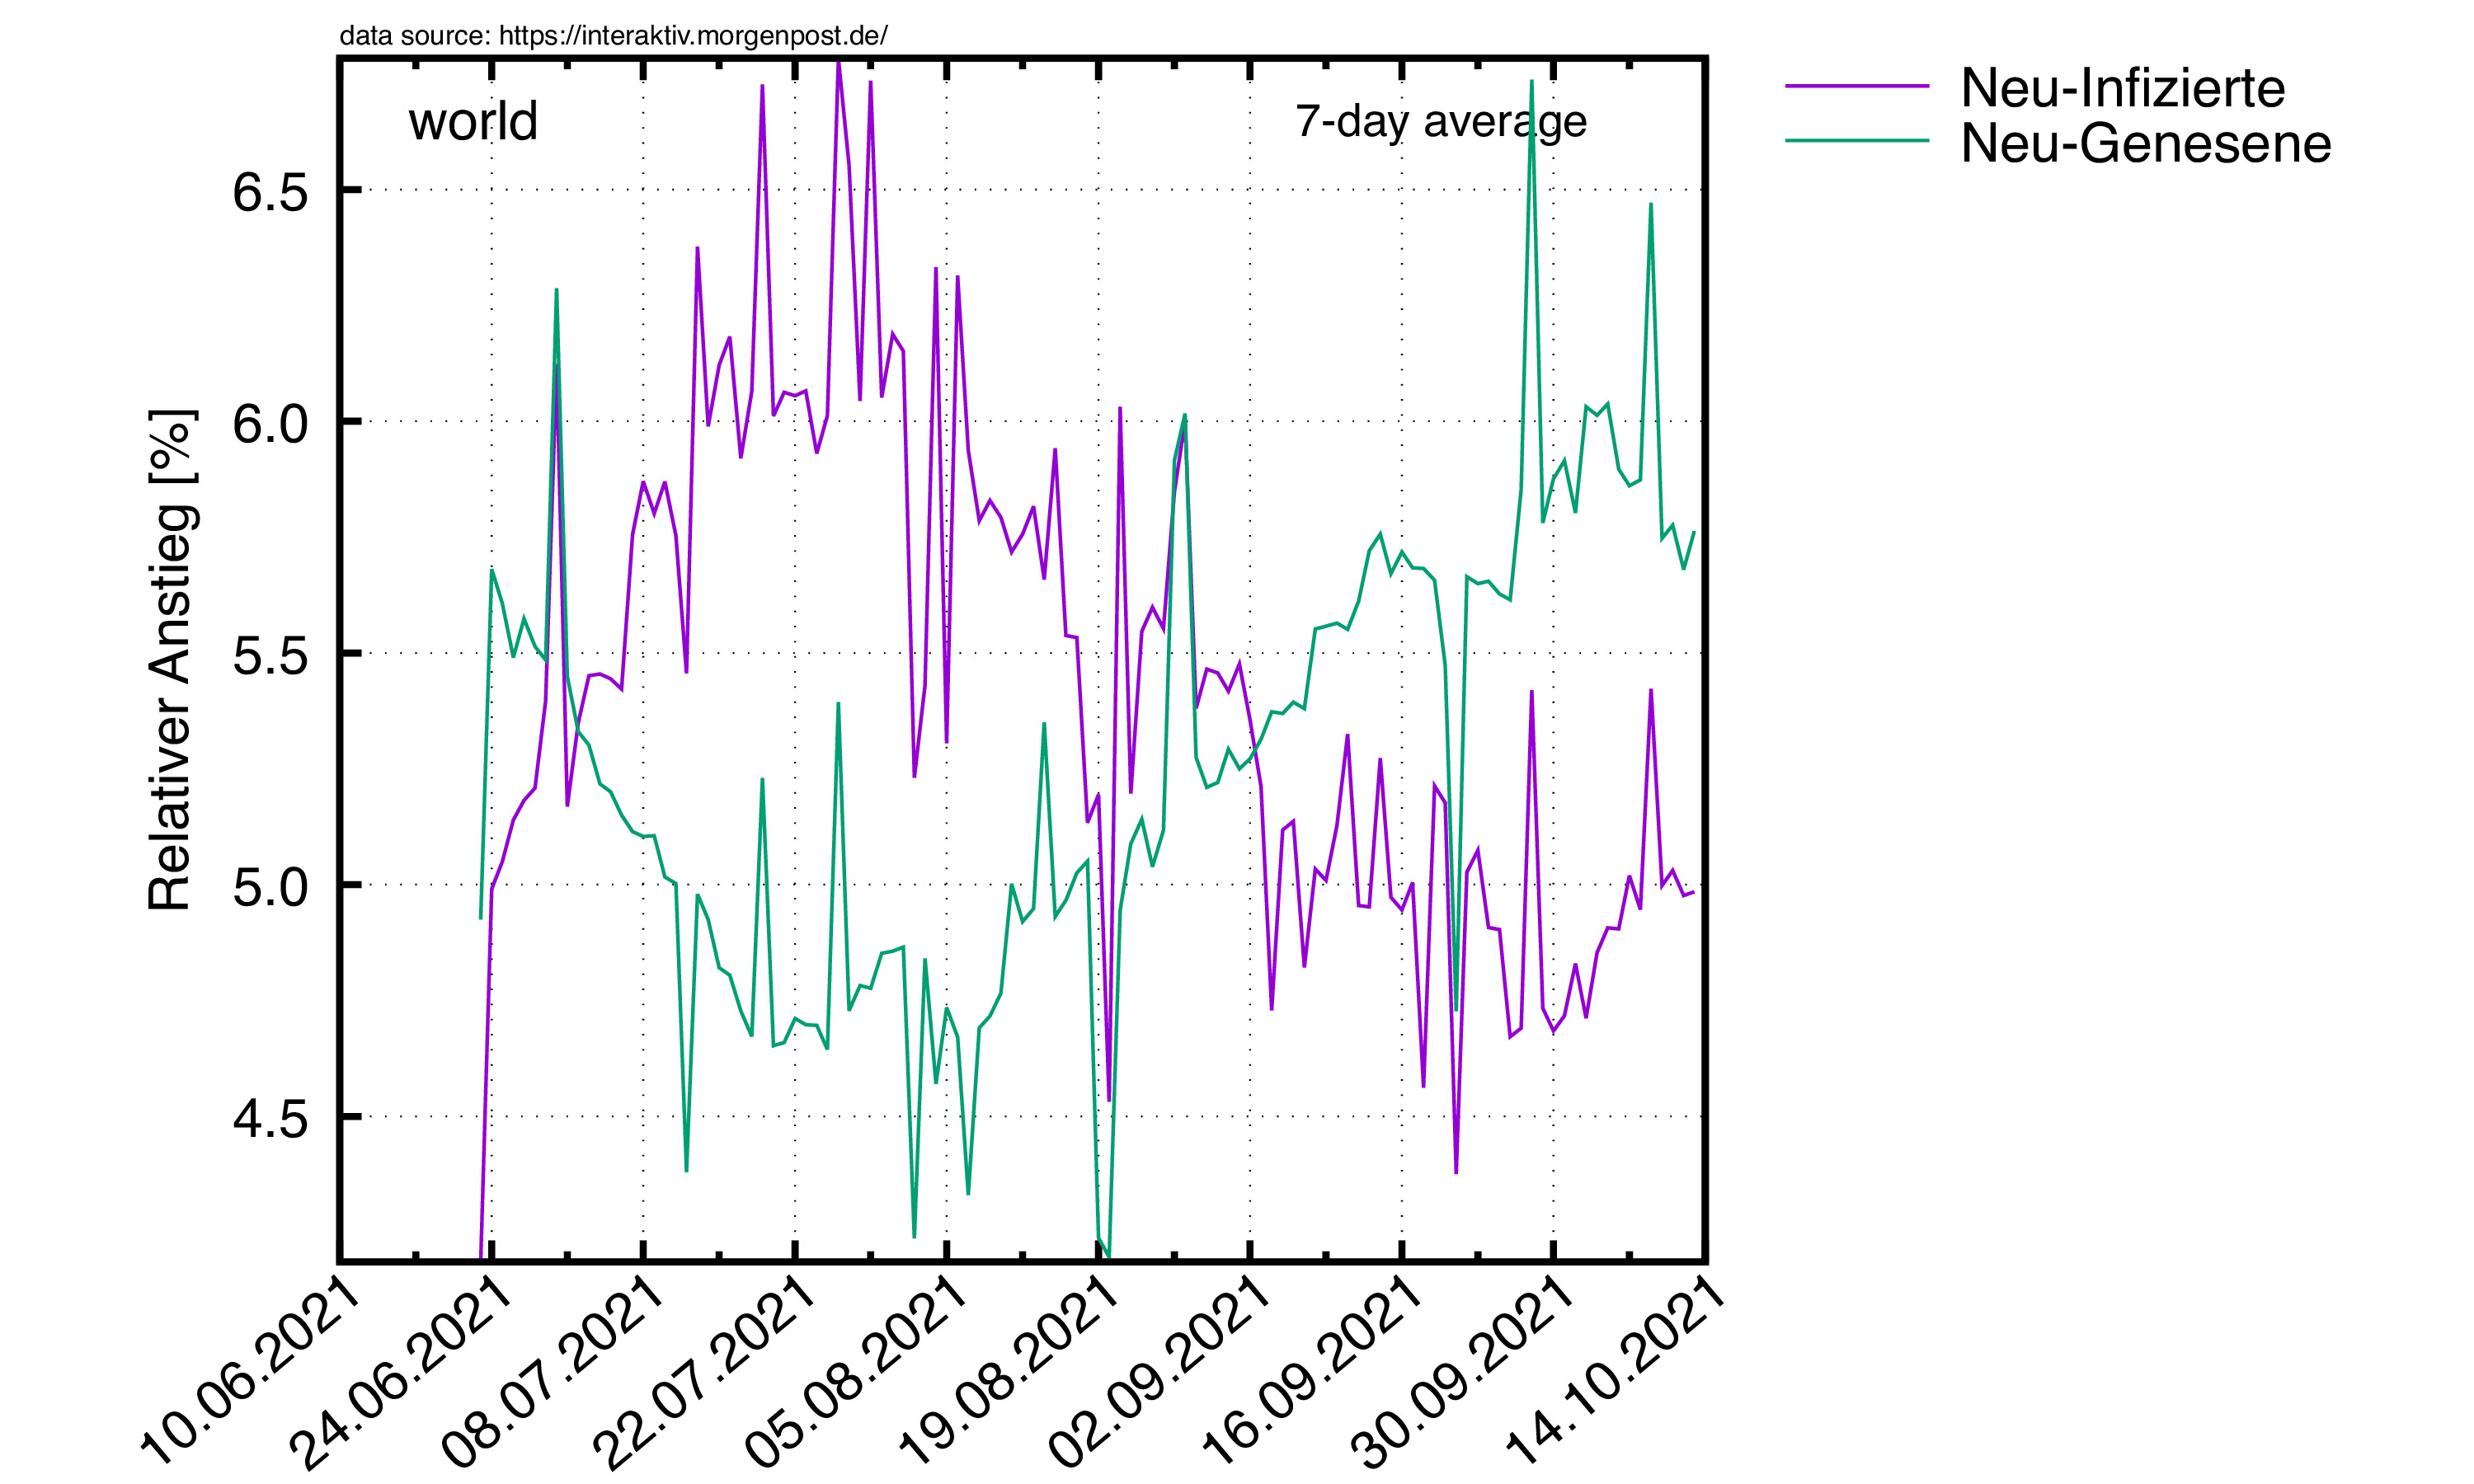 data source: https://interaktiv.morgenpost.de/
world
7-day average
Neu-Infizierte
Neu-Genesene
Relativer Anstieg [%]
6.5
6.0
5.5
5.0
4.5
10.06.2021
24.06.2021
08.07.2021
22.07.2021
05.08.2021
19.08.2021
02.09.2021
16.09.2021
30.09.2021
14.10.2021